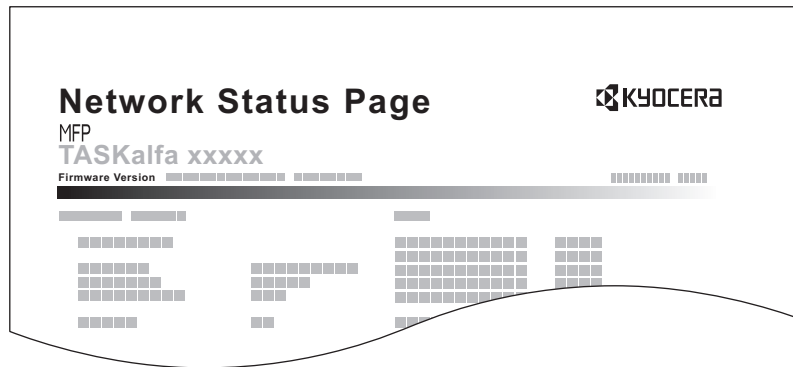 Network Status Page
KYOCERA
MFP
TASKalfa xxxxx
Firmware Version